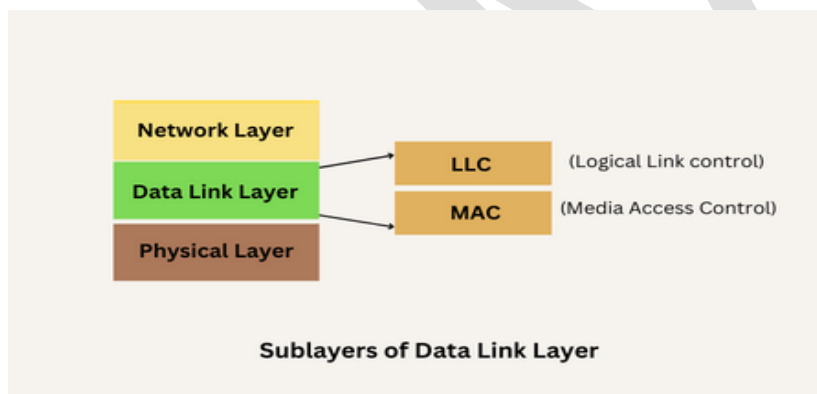 Network Layer
Data Link Layer
Physical Layer
LLC
(Logical Link control)
MAC
(Media Access Control)
Sublayers of Data Link Layer